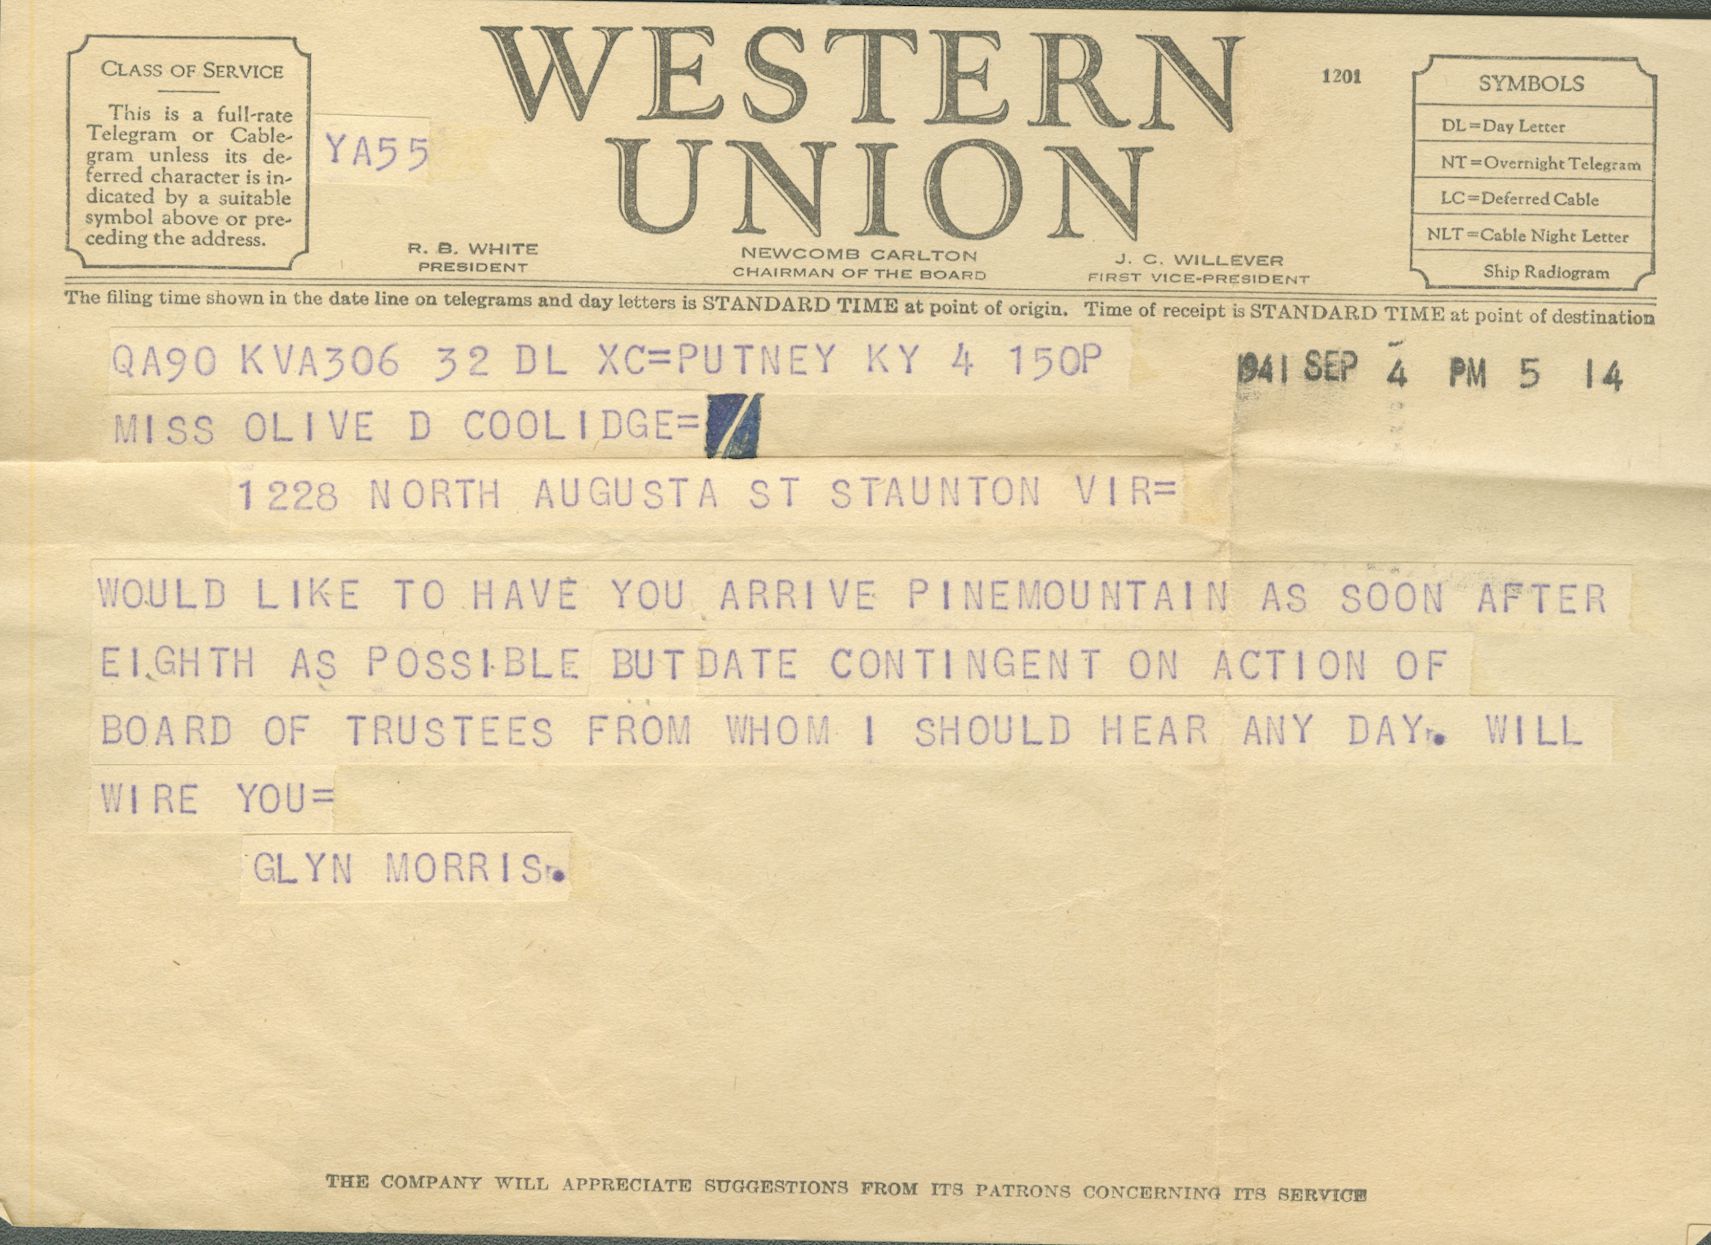 CLASS OF SERVICE
This is a full-rate
Telegram or Cable-
gram unless its de-
ferred character is in-
dicated by a suitable
symbol above or pre-
ceding the address.
YA55
WESTERN
UNION
1201
SYMBOLS
DL=Day Letter
NT=Overnight Telegram
LC=Deferred Cable
NLT=Cable Night Letter
Ship Radiogram
R. B. WHITE
PRESIDENT
NEWCOMB CARLTON
CHAIRMAN OF THE BOARD
J. C. WILLEVER
FIRST VICE-PRESIDENT
The filing time shown in the date line on telegrams and day letters is STANDARD TIME at point of origin. Time of receipt is STANDARD TIME at point of destination
QA90 KVA306 32 DL XC=PUTNEY KY 4 150P
1941 SEP 4 PM 5 14
MISS OLIVE D COOLIDGE=
1228 NORTH AUGUSTA ST STAUNTON VIR=
WOULD LIKE TO HAVE YOU ARRIVE PINEMOUNTAIN AS SOON AFTER
EIGHTH AS POSSIBLE BUT DATE CONTINGENT ON ACTION OF
BOARD OF TRUSTEES FROM WHOM I SHOULD HEAR ANY DAY. WILL
WIRE YOU=
GLYN MORRIS.
THE COMPANY WILL APPRECIATE SUGGESTIONS FROM ITS PATRONS CONCERNING ITS SERVICE